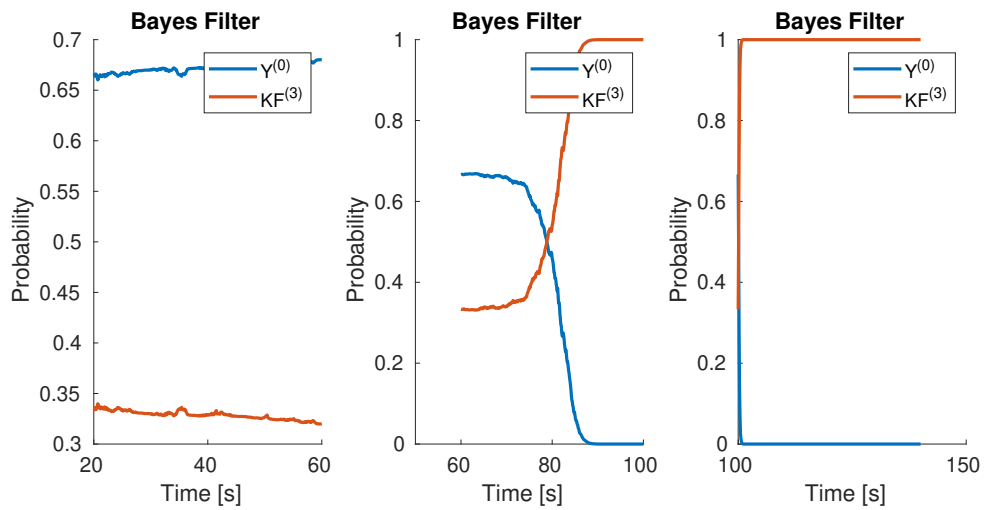 Bayes Filter
0.7
0.65
0.6
0.55
0.5
0.45
0.4
0.35
0.3
20
40
60
Probability
Time [s]
Y(0)
KF(3)
Bayes Filter
1
0.8
0.6
0.4
0.2
0
60
80
100
Probability
Time [s]
Y(0)
KF(3)
Bayes Filter
1
0.8
0.6
0.4
0.2
0
100
150
Probability
Time [s]
Y(0)
KF(3)